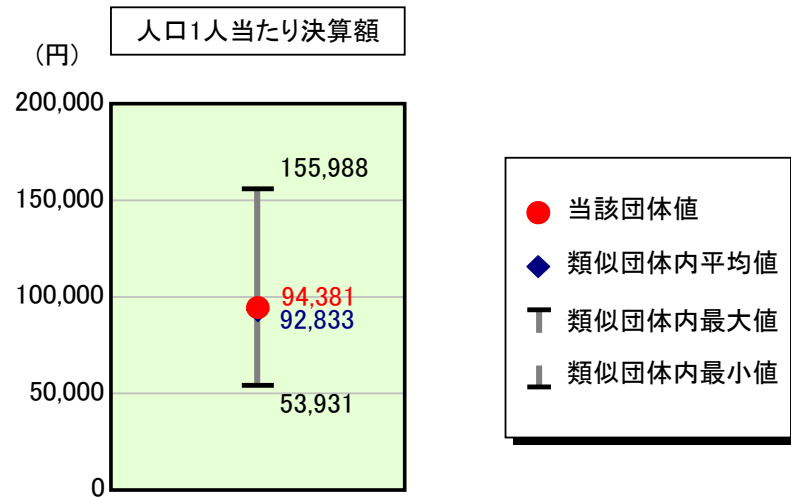 人口1人当たり決算額
(円)
200,000
150,000
100,000
50,000
0
155,988
94,381
92,833
53,931
当該団体値
類似団体内平均値
類似団体内最大値
類似団体内最小値